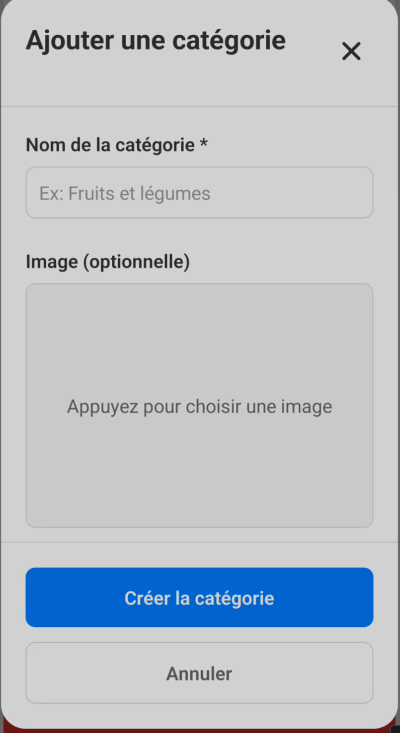 Ajouter une catégorie
Nom de la catégorie *
Ex: Fruits et légumes
Image (optionnelle)
Appuyez pour choisir une image
Créer la catégorie
Annuler